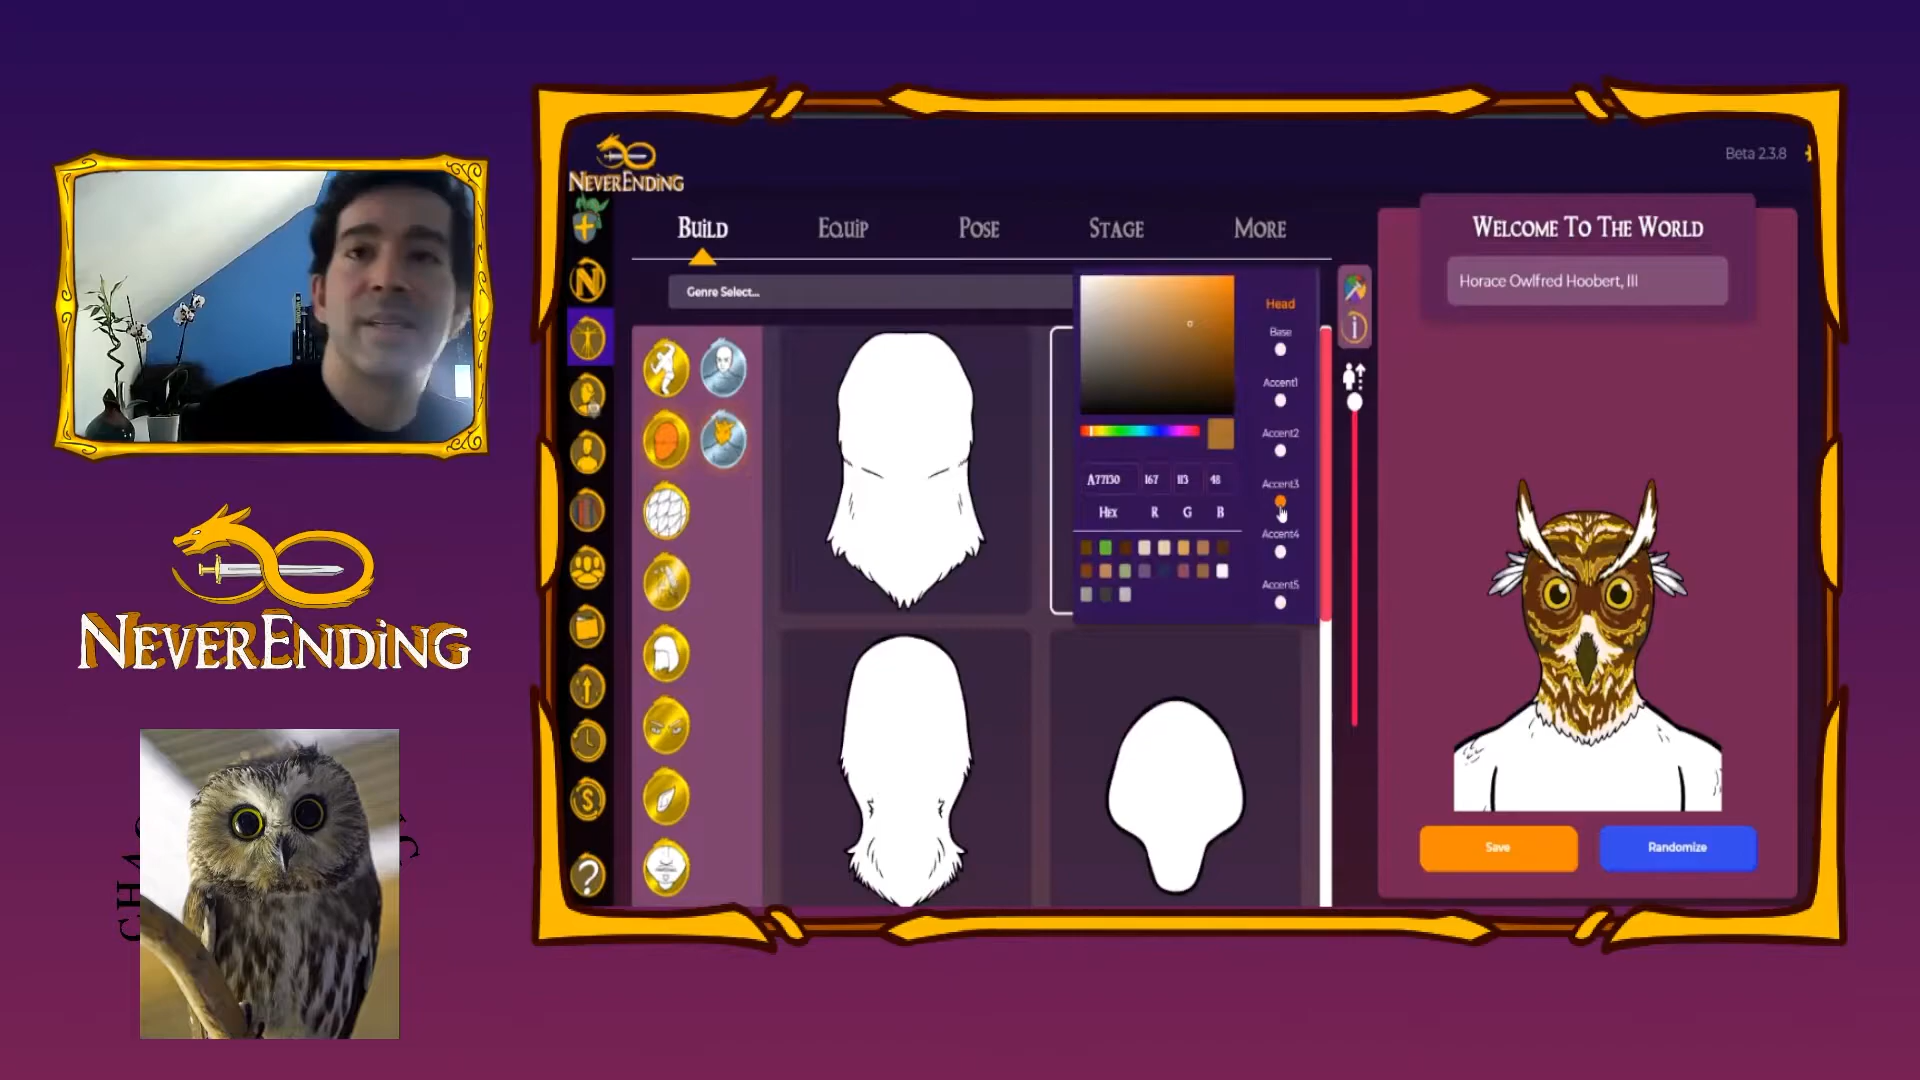 NEVERENDING
Beta 2.3.8
BUILD
EQUIP
POSE
STAGE
MORE
WELCOME TO THE WORLD
Horace Owlfred Hoobert, III
Genre Select...
Head
Base
Accent1
Accent2
Accent3
Accent4
Accent5
A77130 167 113 48
HEX R G B
Save
Randomize
NEVERENDING